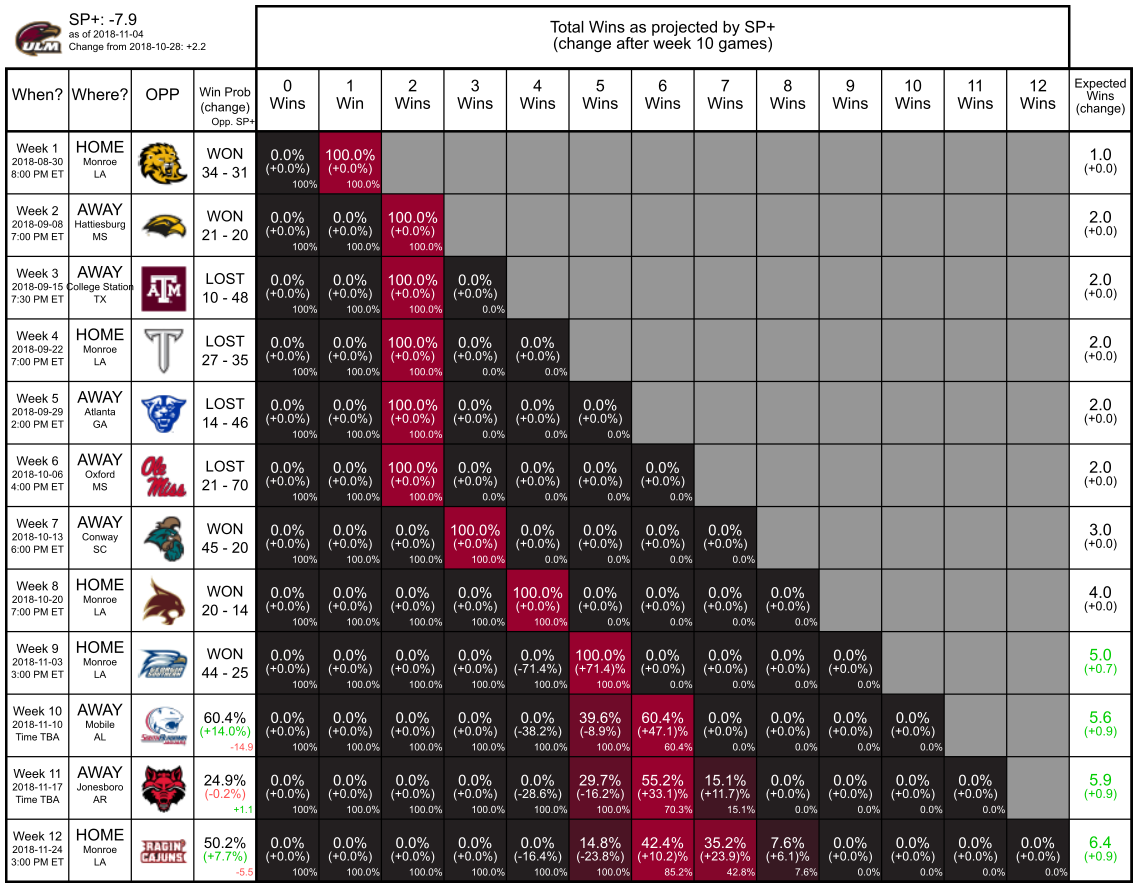 SP+: -7.9
as of 2018-11-04
Change from 2018-10-28: +2.2
ULM
Total Wins as projected by SP+
(change after week 10 games)
When? Where? OPP Win Prob (change) Opp. SP+ 0 Wins 1 Win 2 Wins 3 Wins 4 Wins 5 Wins 6 Wins 7 Wins 8 Wins 9 Wins 10 Wins 11 Wins 12 Wins Expected Wins (change)
Week 1 HOME WON 0.0% 100.0% 1.0
2018-08-30 Monroe (+0.0%) (+0.0%) (+0.0)
8:00 PM ET LA 34 - 31 100% 100.0%
Week 2 AWAY WON 0.0% 0.0% 100.0% 2.0
2018-09-08 Hattiesburg (+0.0%) (+0.0%) (+0.0%) (+0.0)
7:00 PM ET MS 21 - 20 100% 100.0% 100.0%
Week 3 AWAY LOST 0.0% 0.0% 100.0% 0.0% 2.0
2018-09-15 College Station ATM (+0.0%) (+0.0%) (+0.0%) (+0.0%) (+0.0)
7:30 PM ET TX 10 - 48 100% 100.0% 100.0% 0.0%
Week 4 HOME T LOST 0.0% 0.0% 100.0% 0.0% 0.0% 2.0
2018-09-22 Monroe (+0.0%) (+0.0%) (+0.0%) (+0.0%) (+0.0%) (+0.0)
7:00 PM ET LA 27 - 35 100% 100.0% 100.0% 0.0% 0.0%
Week 5 AWAY LOST 0.0% 0.0% 100.0% 0.0% 0.0% 0.0% 2.0
2018-09-29 Atlanta (+0.0%) (+0.0%) (+0.0%) (+0.0%) (+0.0%) (+0.0%) (+0.0)
2:00 PM ET GA 14 - 46 100% 100.0% 100.0% 0.0% 0.0% 0.0%
Week 6 AWAY Ole Miss LOST 0.0% 0.0% 100.0% 0.0% 0.0% 0.0% 0.0% 2.0
2018-10-06 Oxford (+0.0%) (+0.0%) (+0.0%) (+0.0%) (+0.0%) (+0.0%) (+0.0%) (+0.0)
4:00 PM ET MS 21 - 70 100% 100.0% 100.0% 0.0% 0.0% 0.0% 0.0%
Week 7 AWAY WON 0.0% 0.0% 0.0% 100.0% 0.0% 0.0% 0.0% 0.0% 3.0
2018-10-13 Conway (+0.0%) (+0.0%) (+0.0%) (+0.0%) (+0.0%) (+0.0%) (+0.0%) (+0.0%) (+0.0)
6:00 PM ET SC 45 - 20 100% 100.0% 100.0% 100.0% 0.0% 0.0% 0.0% 0.0%
Week 8 HOME WON 0.0% 0.0% 0.0% 0.0% 100.0% 0.0% 0.0% 0.0% 0.0% 4.0
2018-10-20 Monroe (+0.0%) (+0.0%) (+0.0%) (+0.0%) (+0.0%) (+0.0%) (+0.0%) (+0.0%) (+0.0%) (+0.0)
7:00 PM ET LA 20 - 14 100% 100.0% 100.0% 100.0% 100.0% 0.0% 0.0% 0.0% 0.0%
Week 9 HOME WON 0.0% 0.0% 0.0% 0.0% 0.0% 100.0% 0.0% 0.0% 0.0% 0.0% 5.0
2018-11-03 Monroe (+0.0%) (+0.0%) (+0.0%) (+0.0%) (-71.4%) (+71.4)% (+0.0%) (+0.0%) (+0.0%) (+0.0%) (+0.7)
3:00 PM ET LA 44 - 25 100% 100.0% 100.0% 100.0% 100.0% 100.0% 0.0% 0.0% 0.0% 0.0%
Week 10 AWAY 60.4% 0.0% 0.0% 0.0% 0.0% 0.0% 39.6% 60.4% 0.0% 0.0% 0.0% 0.0% 5.6
2018-11-10 Mobile (+14.0%) (+0.0%) (+0.0%) (+0.0%) (+0.0%) (-38.2%) (-8.9%) (+47.1)% (+0.0%) (+0.0%) (+0.0%) (+0.0%) (+0.9)
Time TBA AL -14.9 100% 100.0% 100.0% 100.0% 100.0% 100.0% 60.4% 0.0% 0.0% 0.0% 0.0%
Week 11 AWAY 24.9% 0.0% 0.0% 0.0% 0.0% 0.0% 29.7% 55.2% 15.1% 0.0% 0.0% 0.0% 0.0% 5.9
2018-11-17 Jonesboro (-0.2%) (+0.0%) (+0.0%) (+0.0%) (+0.0%) (-28.6%) (-16.2%) (+33.1)% (+11.7)% (+0.0%) (+0.0%) (+0.0%) (+0.0%) (+0.9)
Time TBA AR +1.1 100% 100.0% 100.0% 100.0% 100.0% 100.0% 70.3% 15.1% 0.0% 0.0% 0.0% 0.0%
Week 12 HOME RAGIN' CAJUNS 50.2% 0.0% 0.0% 0.0% 0.0% 0.0% 14.8% 42.4% 35.2% 7.6% 0.0% 0.0% 0.0% 0.0% 6.4
2018-11-24 Monroe (+7.7%) (+0.0%) (+0.0%) (+0.0%) (+0.0%) (-16.4%) (-23.8%) (+10.2)% (+23.9)% (+6.1)% (+0.0%) (+0.0%) (+0.0%) (+0.0%) (+0.9)
3:00 PM ET LA -5.5 100% 100.0% 100.0% 100.0% 100.0% 100.0% 85.2% 42.8% 7.6% 0.0% 0.0% 0.0% 0.0%